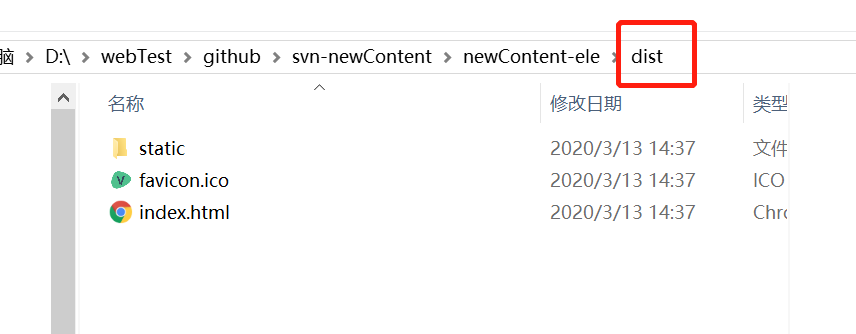 脑 > D:\ > webTest > github > svn-newContent > newContent-ele > dist
名称 修改日期 类型
static 2020/3/13 14:37 文件
favicon.ico 2020/3/13 14:37 ICO
index.html 2020/3/13 14:37 Chro